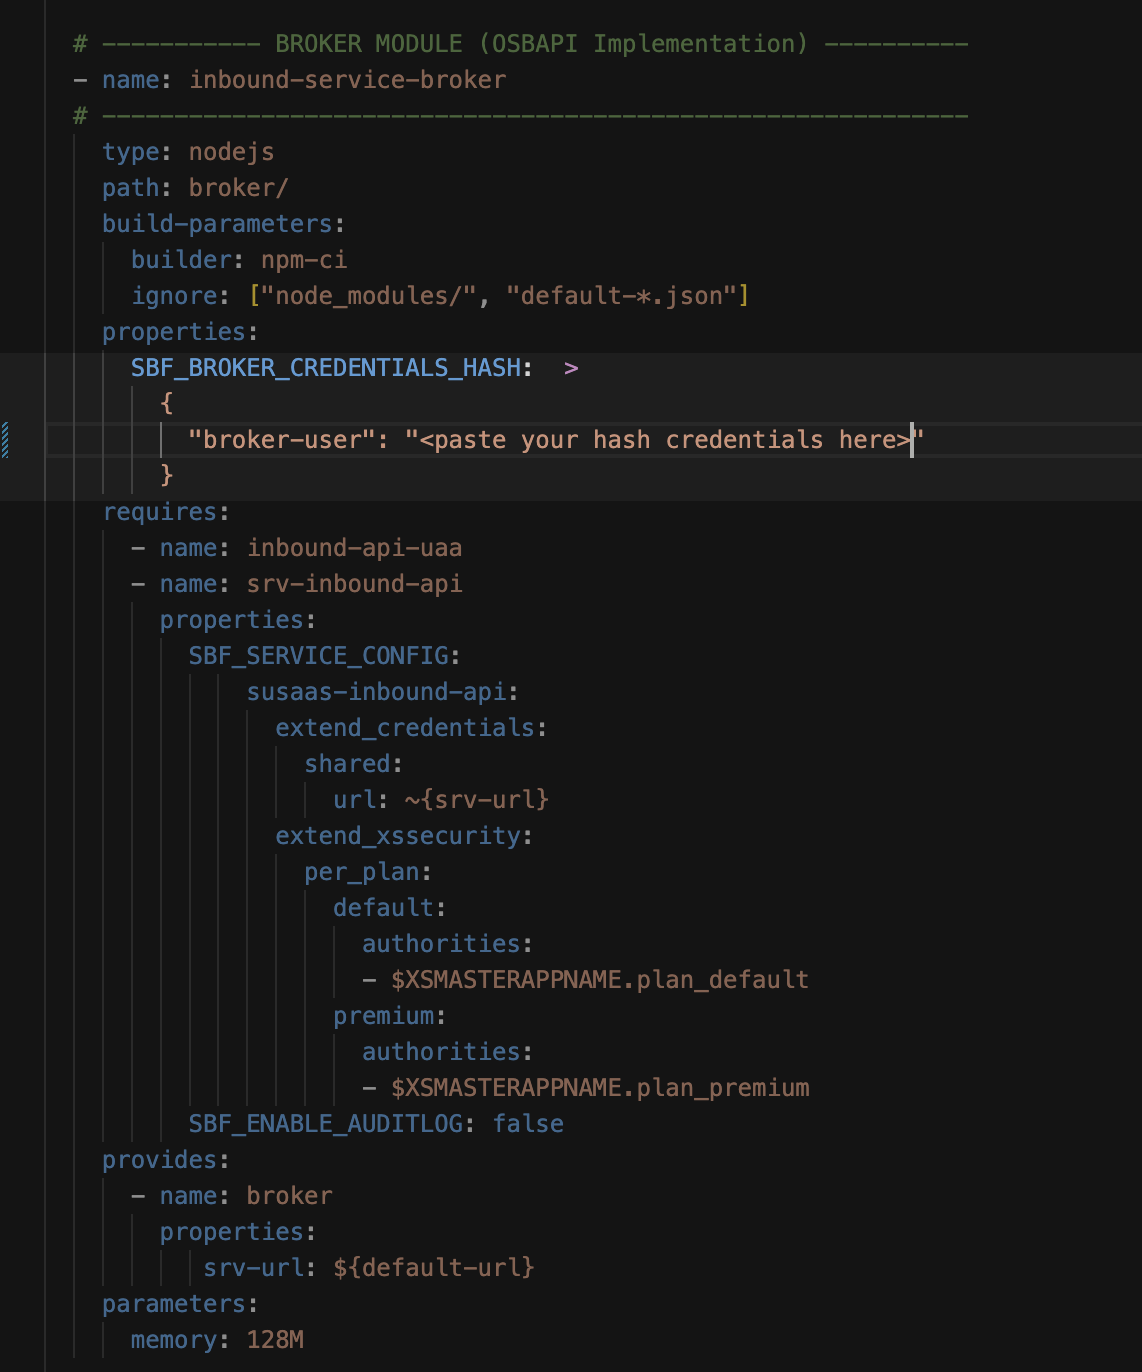 # ----------- BROKER MODULE (OSBAPI Implementation) ----------
- name: inbound-service-broker
# ------------------------------------------------------------
type: nodejs
path: broker/
build-parameters:
builder: npm-ci
ignore: ["node_modules/", "default-*.json"]
properties:
SBF_BROKER_CREDENTIALS_HASH:  >
{
"broker-user": "<paste your hash credentials here>"
}
requires:
- name: inbound-api-uaa
- name: srv-inbound-api
properties:
SBF_SERVICE_CONFIG:
susaas-inbound-api:
extend_credentials:
shared:
url: ~{srv-url}
extend_xssecurity:
per_plan:
default:
authorities:
- $XSMASTERAPPNAME.plan_default
premium:
authorities:
- $XSMASTERAPPNAME.plan_premium
SBF_ENABLE_AUDITLOG: false
provides:
- name: broker
properties:
srv-url: ${default-url}
parameters:
memory: 128M